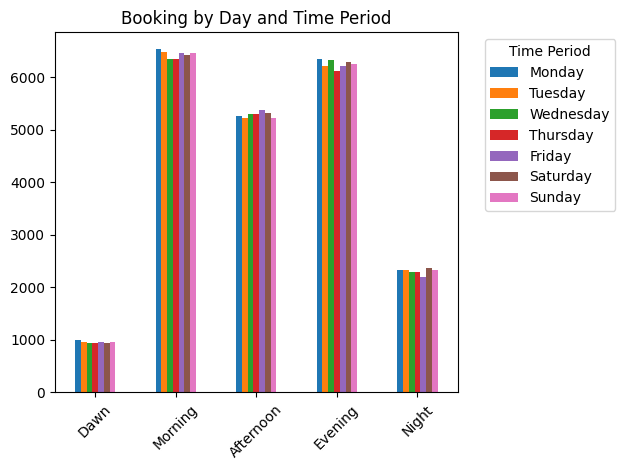 Booking by Day and Time Period
6000
5000
4000
3000
2000
1000
0
Dawn
Morning
Afternoon
Evening
Night
Time Period
Monday
Tuesday
Wednesday
Thursday
Friday
Saturday
Sunday